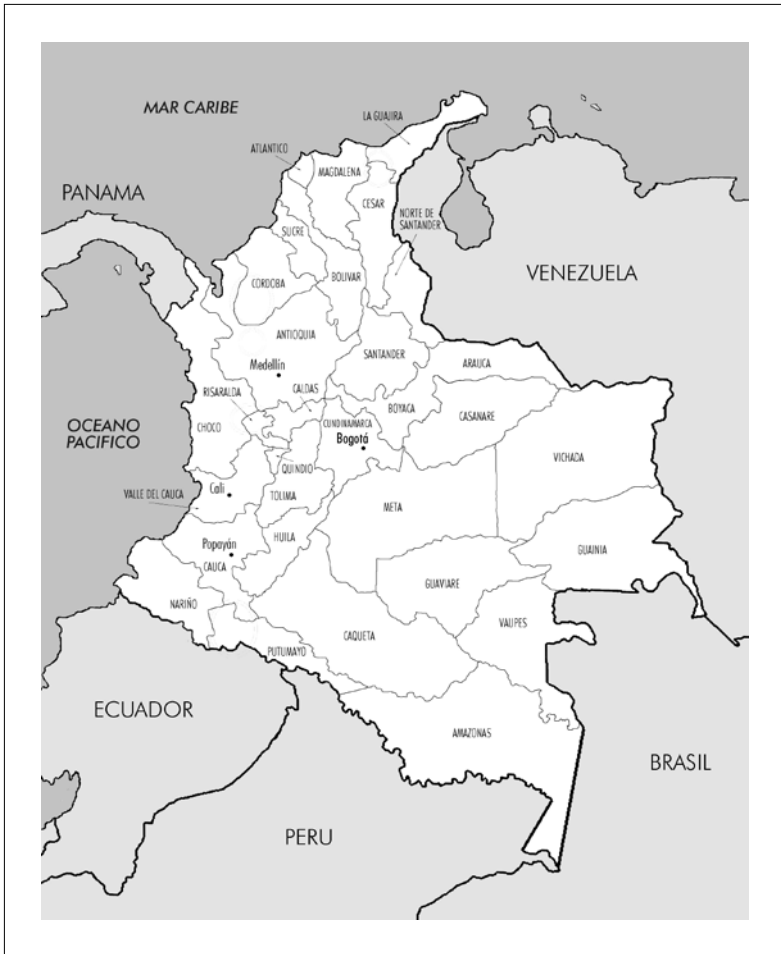 MAR CARIBE
LA GUAJIRA
ATLANTICO
MAGDALENA
PANAMA
CESAR
NORTE DE
SANTANDER
SUCRE
VENEZUELA
CORDOBA
BOLIVAR
ANTIOQUIA
SANTANDER
ARAUCA
Medellín
RISARALDA
CALDAS
BOYACA
CASANARE
OCEANO
PACIFICO
CHOCO
CUNDINAMARCA
Bogotá
VICHADA
QUINDIO
Cali
VALLE DEL CAUCA
TOLIMA
META
HUILA
Popayán
GUAINIA
CAUCA
GUAVIARE
NARIÑO
VAUPES
CAQUETA
PUTUMAYO
ECUADOR
AMAZONAS
BRASIL
PERU